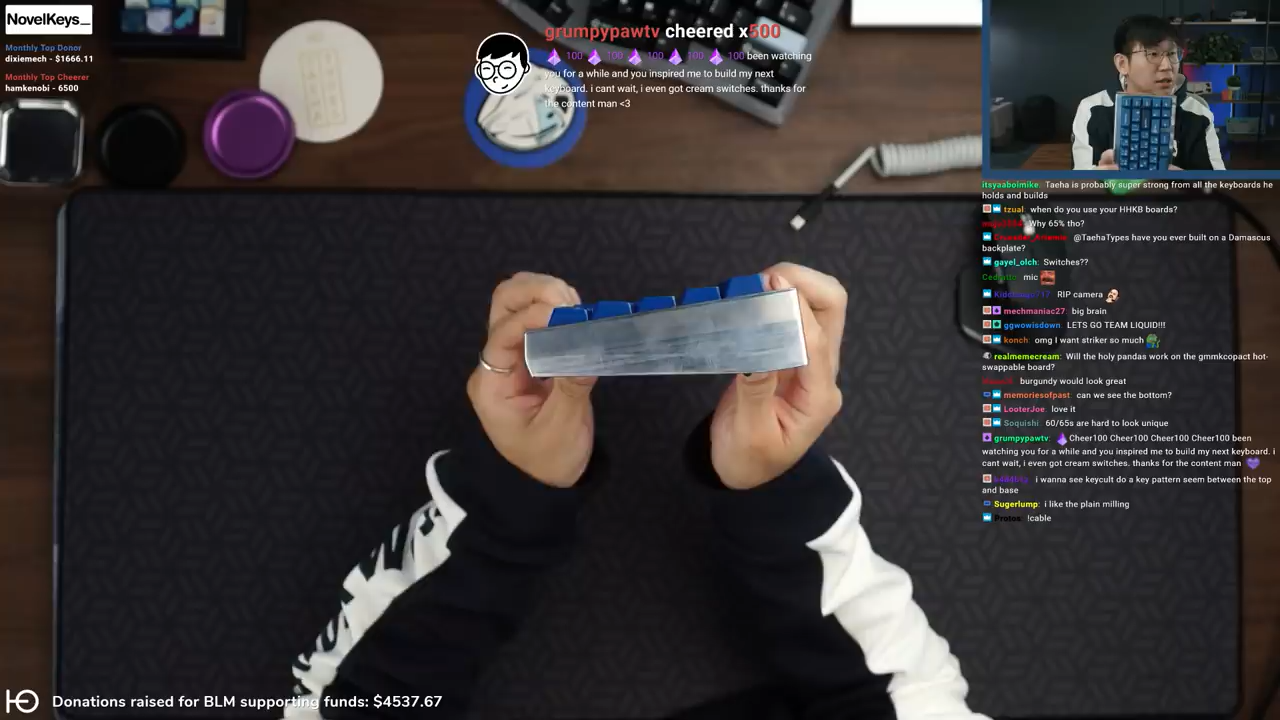 NovelKeys_
Monthly Top Donor
dixiemech - $1666.11
Monthly Top Cheerer
hamkenobi - 6500
grumpypawtv cheered x500
100 100 100 100 100 been watching
you for a while and you inspired me to build my next
keyboard. i cant wait, i even got cream switches. thanks for
the content man <3
itsyaboimike: Taeha is probably super strong from all the keyboards he
holds and builds
tzual: when do you use your HHKB boards?
Why 65% tho?
@TaehaTypes have you ever built on a Damascus
backplate?
gayel_olch: Switches??
mic
RIP camera
mechmaniac27: big brain
ggwowisdown: LETS GO TEAM LIQUID!!!
konch: omg I want striker so much
realmemecream: Will the holy pandas work on the gmmkcopact hot-
swappable board?
burgundy would look great
memoriesofpast: can we see the bottom?
LooterJoe: love it
Soquishi: 60/65s are hard to look unique
grumpypawtv: Cheer100 Cheer100 Cheer100 Cheer100 been
watching you for a while and you inspired me to build my next keyboard. i
cant wait, i even got cream switches. thanks for the content man
i wanna see keycult do a key pattern seem between the top
and base
Sugerlump: i like the plain milling
Protos: !cable
Donations raised for BLM supporting funds: $4537.67